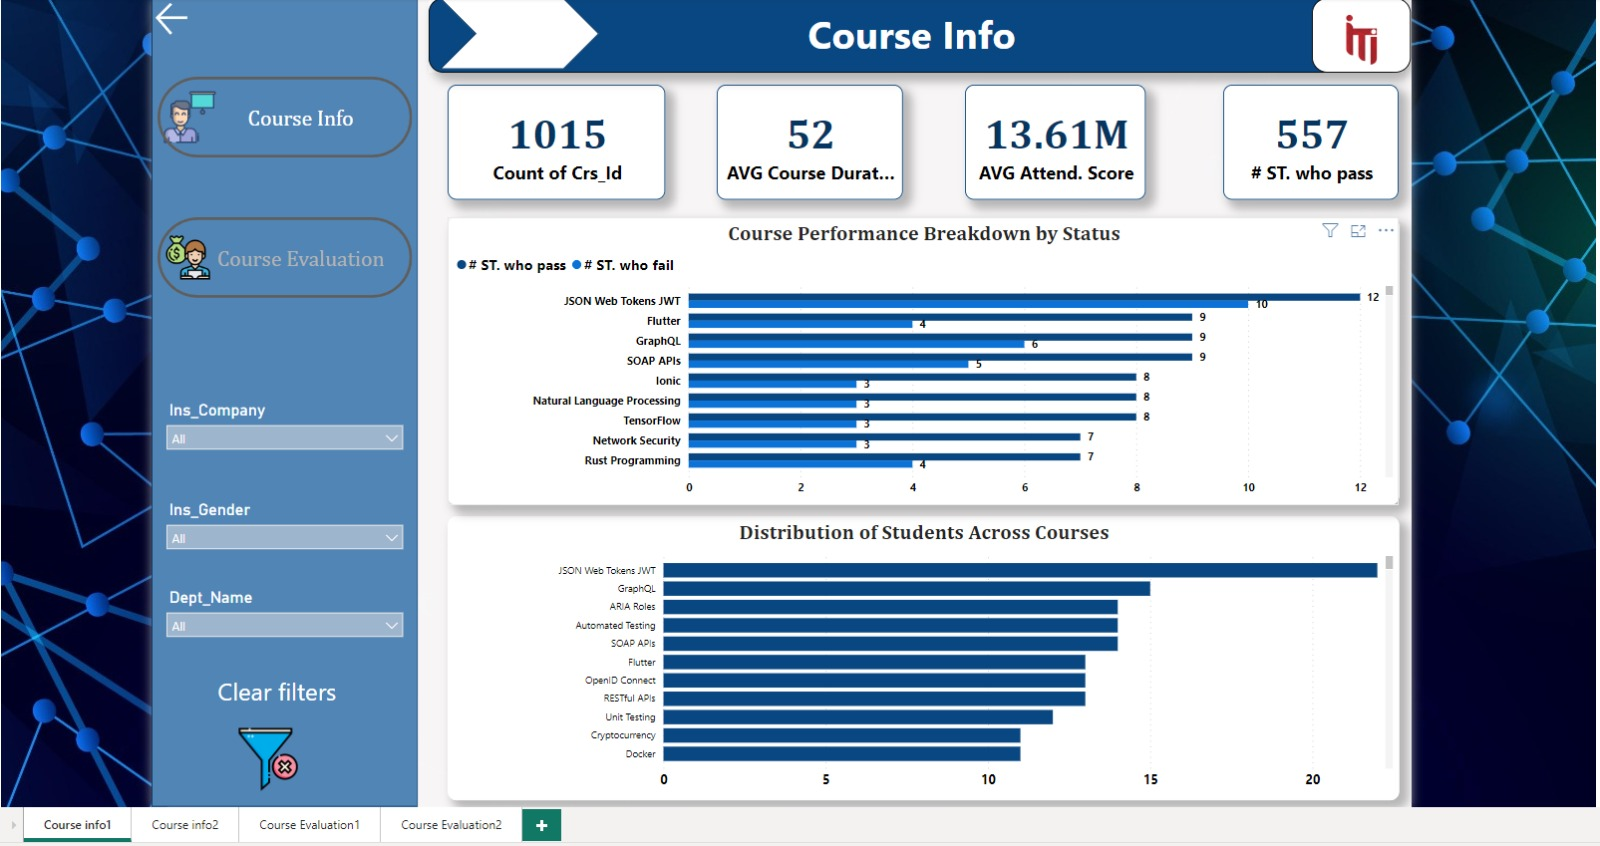 Course Info
iTi
Course Info
Course Evaluation
Ins_Company
All
Ins_Gender
All
Dept_Name
All
Clear filters
1015
Count of Crs_Id
52
AVG Course Durat...
13.61M
AVG Attend. Score
557
# ST. who pass
Course Performance Breakdown by Status
# ST. who pass # ST. who fail
JSON Web Tokens JWT 12
10
Flutter 9
4
GraphQL 9
6
SOAP APIs 9
5
Ionic 8
3
Natural Language Processing 8
3
TensorFlow 8
3
Network Security 7
3
Rust Programming 7
4
0 2 4 6 8 10 12
Distribution of Students Across Courses
JSON Web Tokens JWT
GraphQL
ARIA Roles
Automated Testing
SOAP APIs
Flutter
OpenID Connect
RESTful APIs
Unit Testing
Cryptocurrency
Docker
0 5 10 15 20
Course info1 Course info2 Course Evaluation1 Course Evaluation2 +